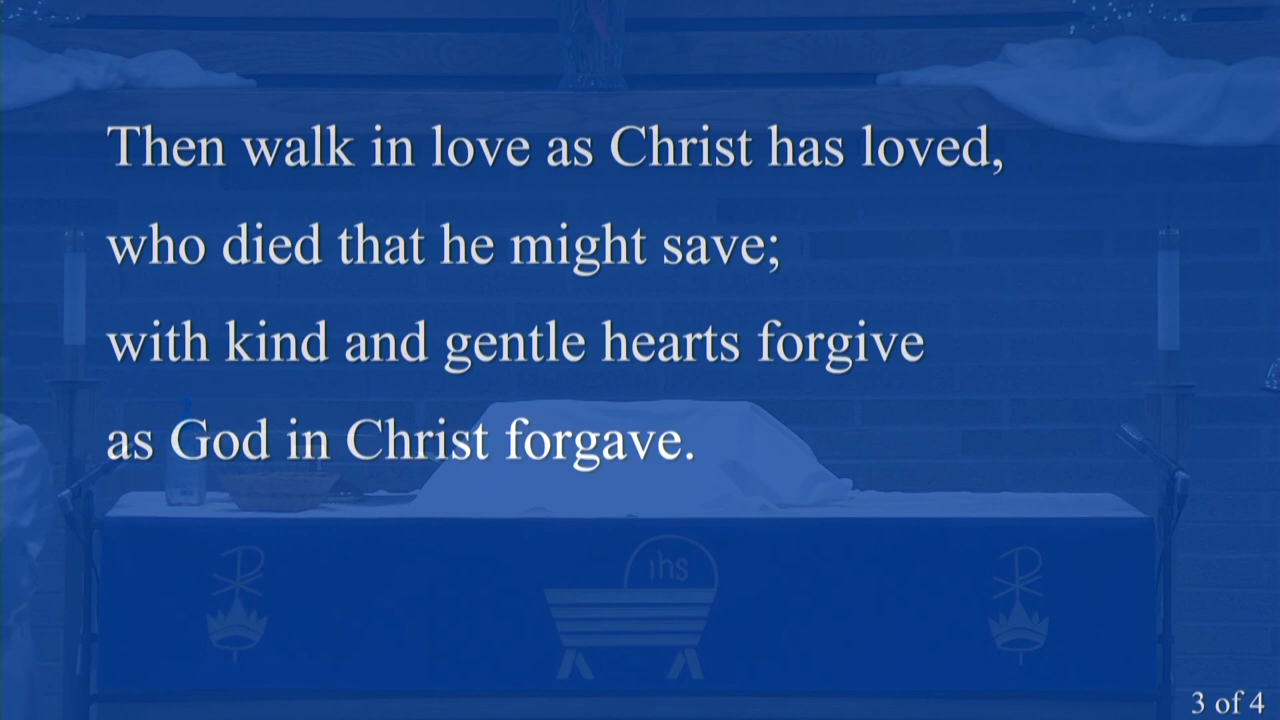 Then walk in love as Christ has loved,
who died that he might save;
with kind and gentle hearts forgive
as God in Christ forgave.
ihs
3 of 4